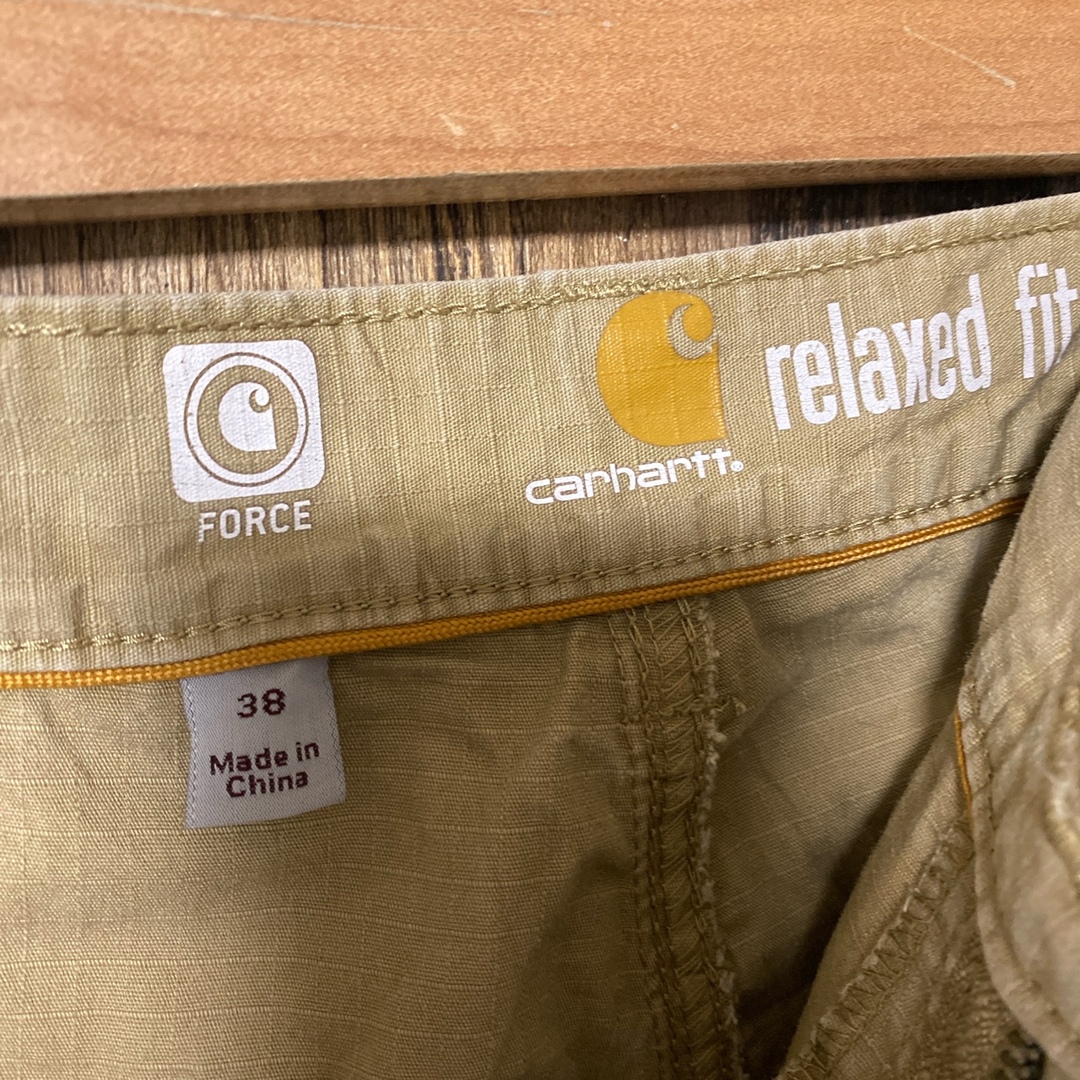 FORCE
carhartt®
relaxed fit
38
Made in
China